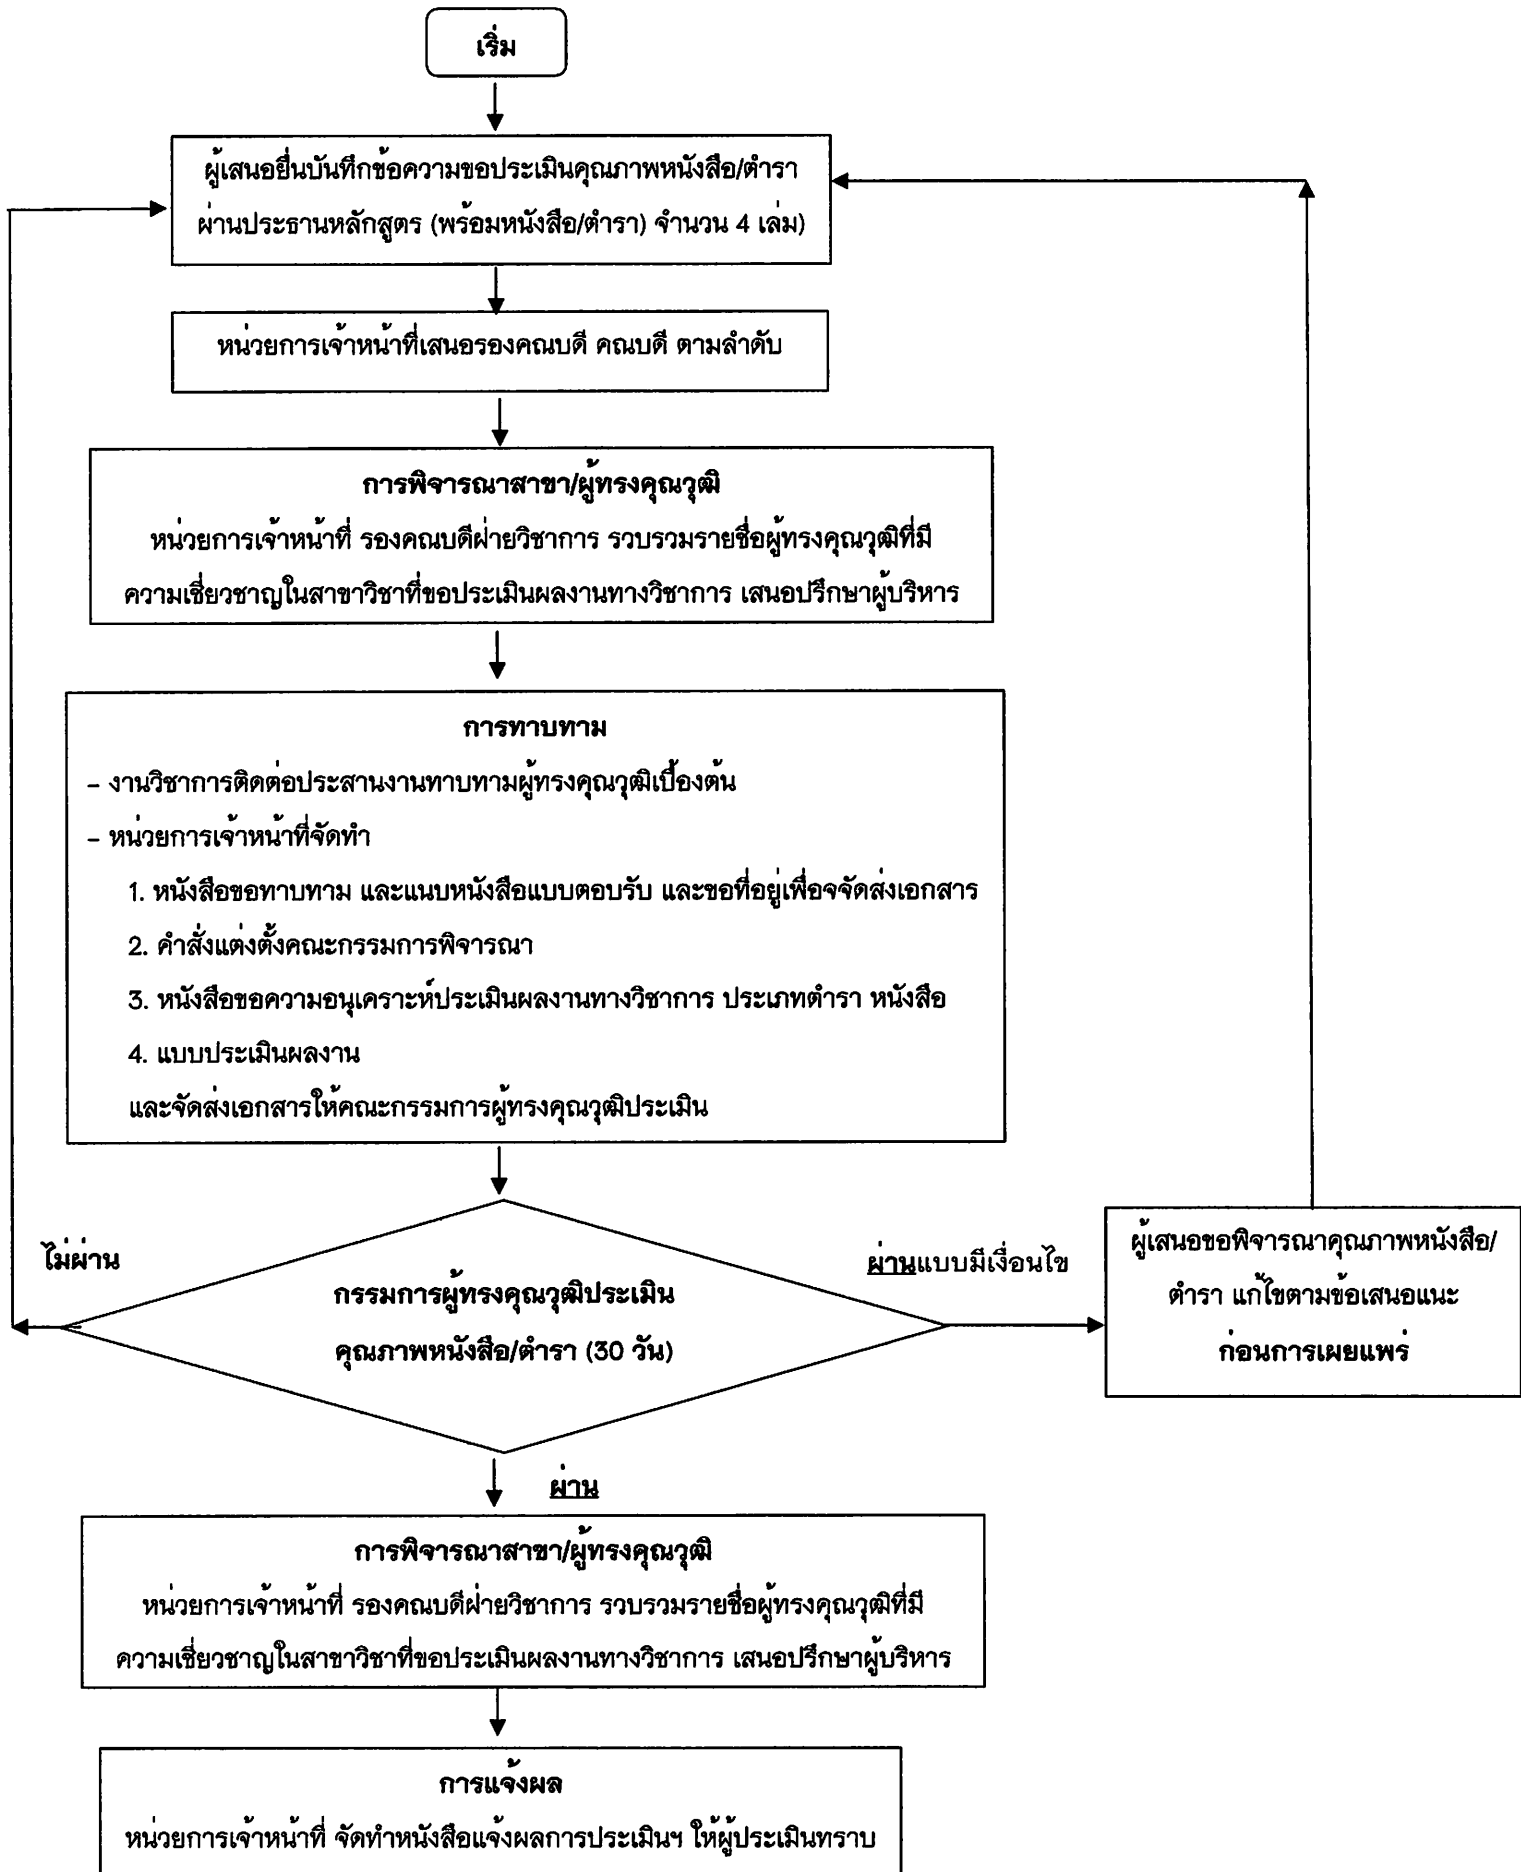 เริ่ม
ผู้เสนอยื่นบันทึกข้อความขอประเมินคุณภาพหนังสือ/ตำรา
ผ่านประธานหลักสูตร (พร้อมหนังสือ/ตำรา) จำนวน 4 เล่ม)
หน่วยการเจ้าหน้าที่เสนอรองคณบดี คณบดี ตามลำดับ
การพิจารณาสาขา/ผู้ทรงคุณวุฒิ
หน่วยการเจ้าหน้าที่ รองคณบดีฝ่ายวิชาการ รวบรวมรายชื่อผู้ทรงคุณวุฒิที่มี
ความเชี่ยวชาญในสาขาวิชาที่ขอประเมินผลงานทางวิชาการ เสนอปรึกษาผู้บริหาร
การทาบทาม
- งานวิชาการติดต่อประสานงานทาบทามผู้ทรงคุณวุฒิเบื้องต้น
- หน่วยการเจ้าหน้าที่จัดทำ
1. หนังสือขอทาบทาม และแนบหนังสือแบบตอบรับ และขอที่อยู่เพื่อจจัดส่งเอกสาร
2. คำสั่งแต่งตั้งคณะกรรมการพิจารณา
3. หนังสือขอความอนุเคราะห์ประเมินผลงานทางวิชาการ ประเภทตำรา หนังสือ
4. แบบประเมินผลงาน
และจัดส่งเอกสารให้คณะกรรมการผู้ทรงคุณวุฒิประเมิน
ไม่ผ่าน
กรรมการผู้ทรงคุณวุฒิประเมิน
คุณภาพหนังสือ/ตำรา (30 วัน)
ผ่านแบบมีเงื่อนไข
ผู้เสนอขอพิจารณาคุณภาพหนังสือ/
ตำรา แก้ไขตามข้อเสนอแนะ
ก่อนการเผยแพร่
ผ่าน
การพิจารณาสาขา/ผู้ทรงคุณวุฒิ
หน่วยการเจ้าหน้าที่ รองคณบดีฝ่ายวิชาการ รวบรวมรายชื่อผู้ทรงคุณวุฒิที่มี
ความเชี่ยวชาญในสาขาวิชาที่ขอประเมินผลงานทางวิชาการ เสนอปรึกษาผู้บริหาร
การแจ้งผล
หน่วยการเจ้าหน้าที่ จัดทำหนังสือแจ้งผลการประเมินฯ ให้ผู้ประเมินทราบ